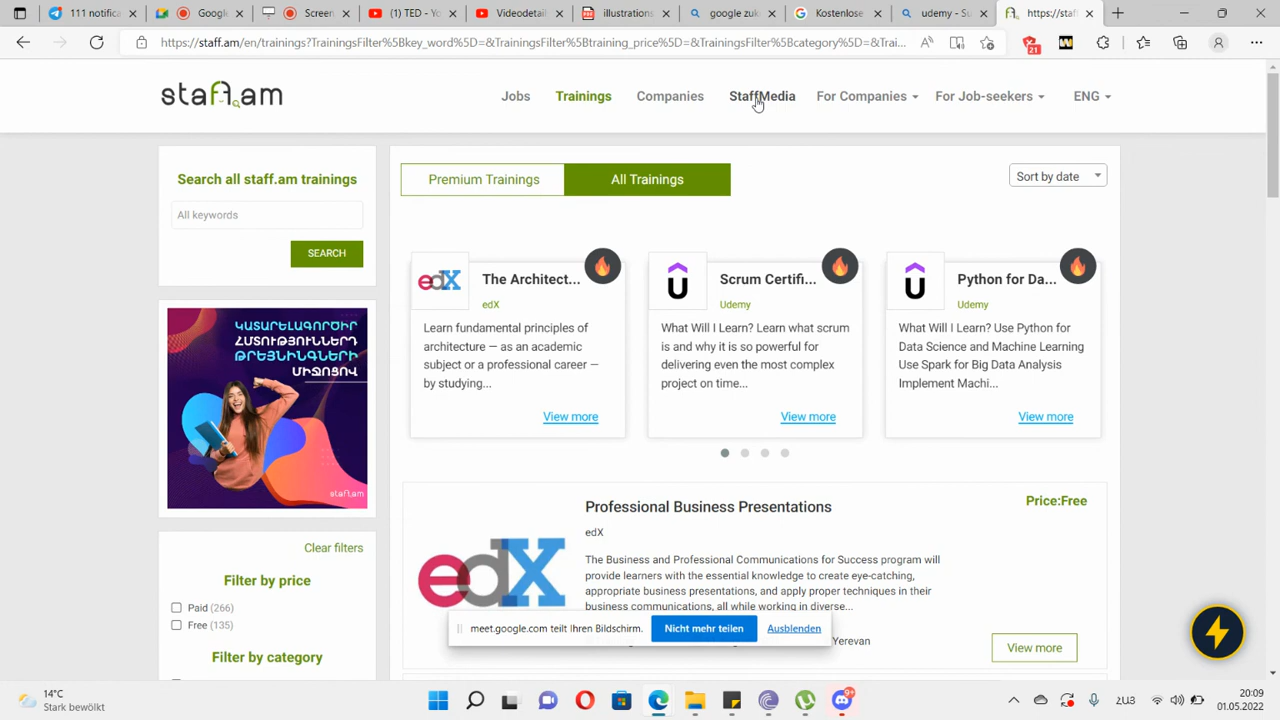 111 notific
Google
Screen
(1) TED - Y
Videodetail
illustrations
google zuk
Kostenlose
udemy - Su
https://staf
https://staff.am/en/trainings?TrainingsFilter%5Bkey_word%5D=&TrainingsFilter%5Btraining_price%5D=&TrainingsFilter%5Bcategory%5D=&Trai...
21
staff.am
Jobs
Trainings
Companies
StaffMedia
For Companies
For Job-seekers
ENG
Search all staff.am trainings
All keywords
SEARCH
Premium Trainings
All Trainings
Sort by date
The Architect...
edX
edX
Learn fundamental principles of
architecture — as an academic
subject or a professional career —
by studying...
View more
Scrum Certifi...
Udemy
What Will I Learn? Learn what scrum
is and why it is so powerful for
delivering even the most complex
project on time...
View more
Python for Da...
Udemy
What Will I Learn? Use Python for
Data Science and Machine Learning
Use Spark for Big Data Analysis
Implement Machi...
View more
ԿԱՏԱՐԵԼԱԳՈՐԾԻՐ
ՀՄՏՈՒԹՅՈՒՆՆԵՐԴ
ԹՐԵՅՆԻՆԳՆԵՐԻ
ՄԻՋՈՑՈՎ
staff.am
Clear filters
Filter by price
Paid (266)
Free (135)
Filter by category
Professional Business Presentations
Price:Free
edX
edX
The Business and Professional Communications for Success program will
provide learners with the essential knowledge to create eye-catching,
appropriate business presentations, and apply proper techniques in their
business communications, all while working in diverse...
Yerevan
View more
meet.google.com teilt Ihren Bildschirm.
Nicht mehr teilen
Ausblenden
14°C
Stark bewölkt
9+
ՀԱՅ
20:09
01.05.2022